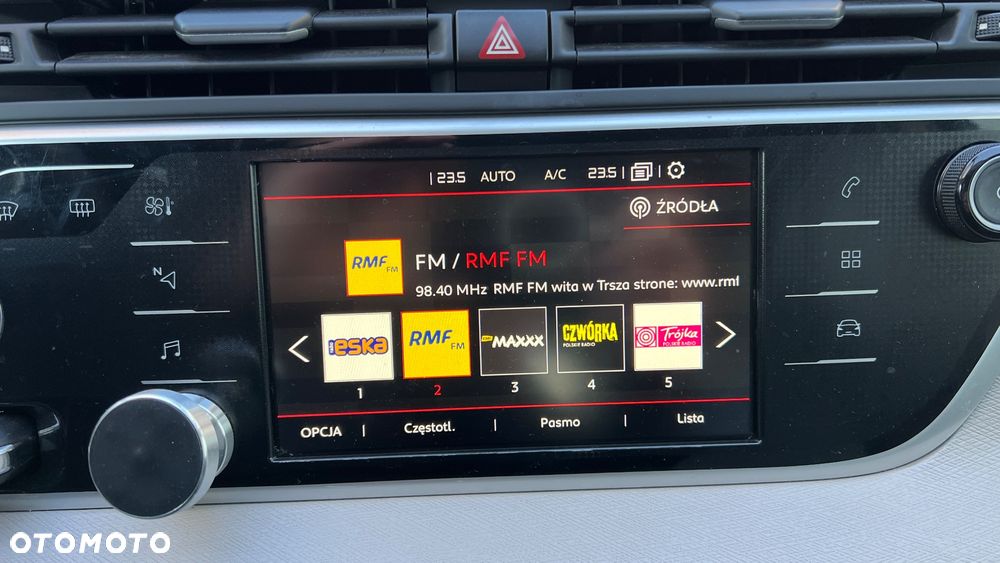 23.5 AUTO A/C 23.5
ŹRÓDŁA
RMF FM
FM / RMF FM
98.40 MHz RMF FM wita w Trsza strone: www.rml
eska
RMF FM
MAXXX
CZWÓRKA
POLSKIE RADIO
Trójka
POLSKIE RADIO
1 2 3 4 5
OPCJA | Częstotl. | Pasmo | Lista
N
OTOMOTO